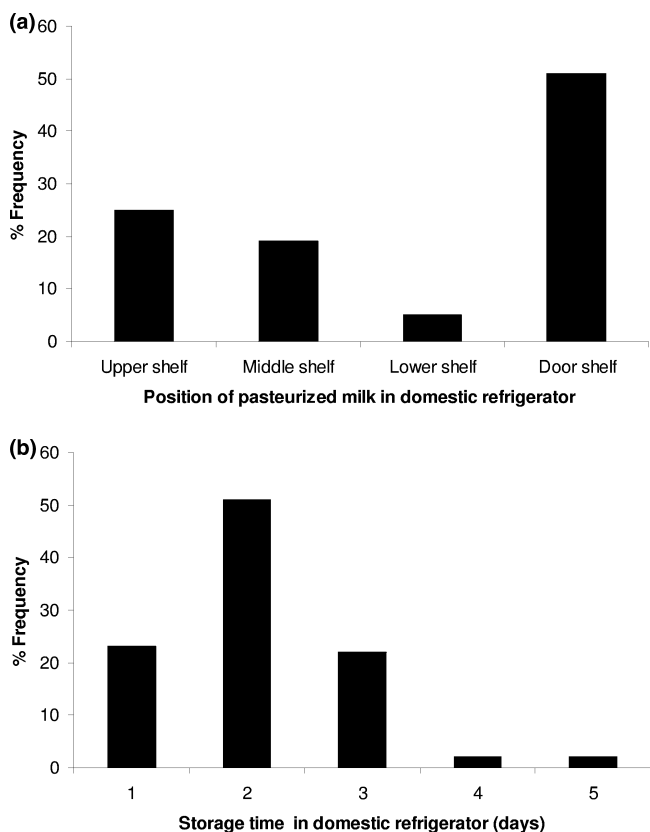 (a)
60
50
40
30
20
10
0
% Frequency
Upper shelf Middle shelf Lower shelf Door shelf
Position of pasteurized milk in domestic refrigerator
(b)
60
50
40
30
20
10
0
% Frequency
1 2 3 4 5
Storage time in domestic refrigerator (days)